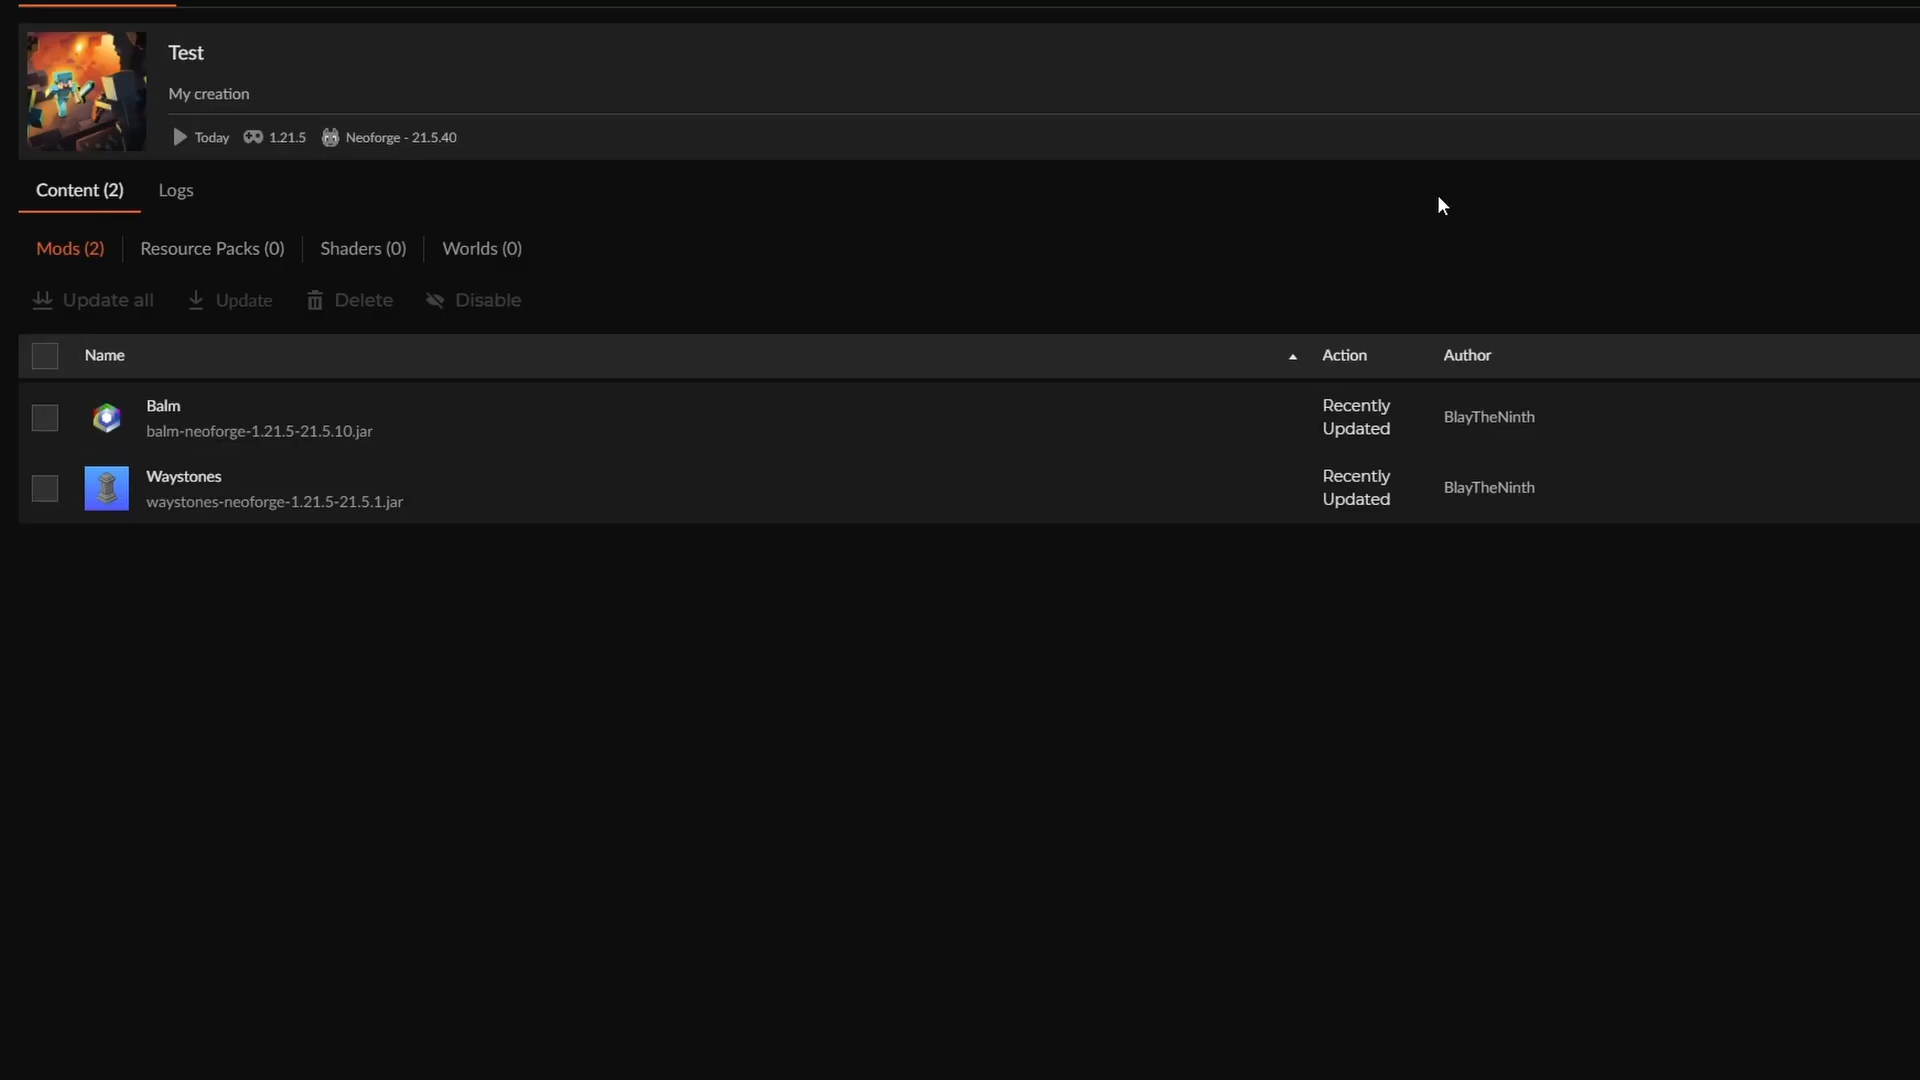 Test
My creation
Today 1.21.5 Neoforge - 21.5.40
Content (2) Logs
Mods (2) Resource Packs (0) Shaders (0) Worlds (0)
Update all Update Delete Disable
Name Action Author
Balm
balm-neoforge-1.21.5-21.5.10.jar
Recently
Updated
BlayTheNinth
Waystones
waystones-neoforge-1.21.5-21.5.1.jar
Recently
Updated
BlayTheNinth